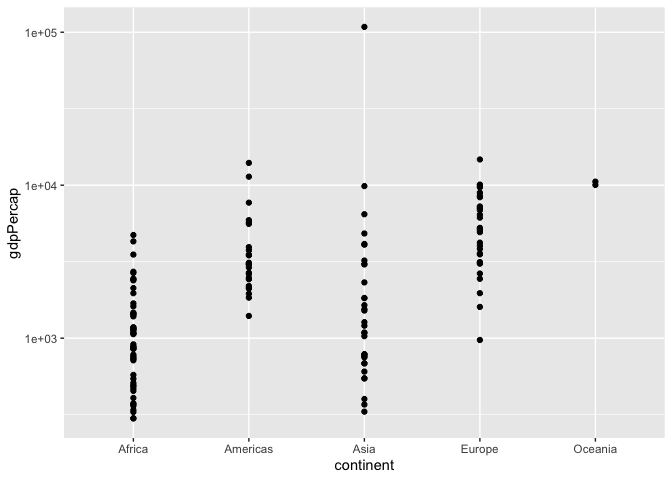 1e+05
1e+04
1e+03
gdpPercap
Africa Americas Asia Europe Oceania
continent